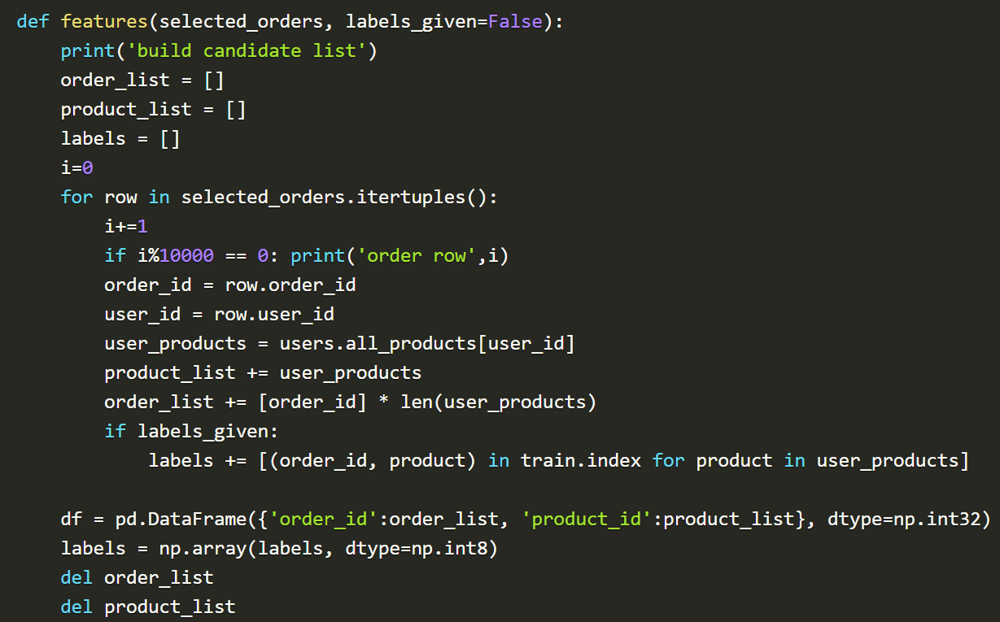 def features(selected_orders, labels_given=False):
    print('build candidate list')
    order_list = []
    product_list = []
    labels = []
    i=0
    for row in selected_orders.itertuples():
        i+=1
        if i%10000 == 0: print('order row',i)
        order_id = row.order_id
        user_id = row.user_id
        user_products = users.all_products[user_id]
        product_list += user_products
        order_list += [order_id] * len(user_products)
        if labels_given:
            labels += [(order_id, product) in train.index for product in user_products]

    df = pd.DataFrame({'order_id':order_list, 'product_id':product_list}, dtype=np.int32)
    labels = np.array(labels, dtype=np.int8)
    del order_list
    del product_list